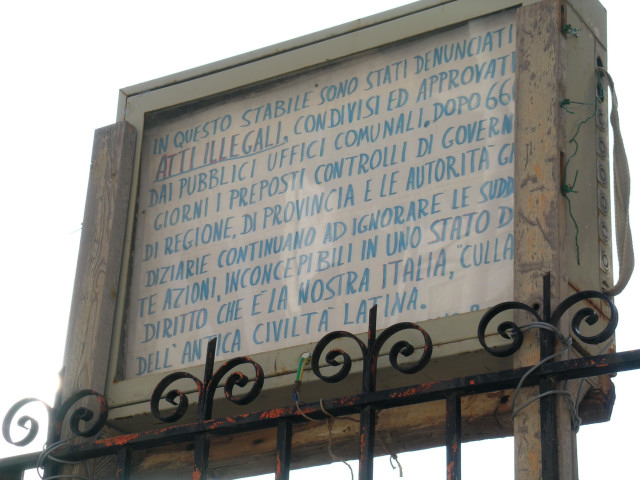 IN QUESTO STABILE SONO STATI DENUNCIATI
ATTI ILLEGALI, CONDIVISI ED APPROVATI
DAI PUBBLICI UFFICI COMUNALI. DOPO 66
GIORNI I PREPOSTI CONTROLLI DI GOVERN
DI REGIONE, DI PROVINCIA E LE AUTORITÀ GI
DIZIARIE CONTINUANO AD IGNORARE LE SUDD
TE AZIONI, INCONCEPIBILI IN UNO STATO D
DIRITTO CHE È LA NOSTRA ITALIA, "CULLA
DELL'ANTICA CIVILTÀ LATINA.